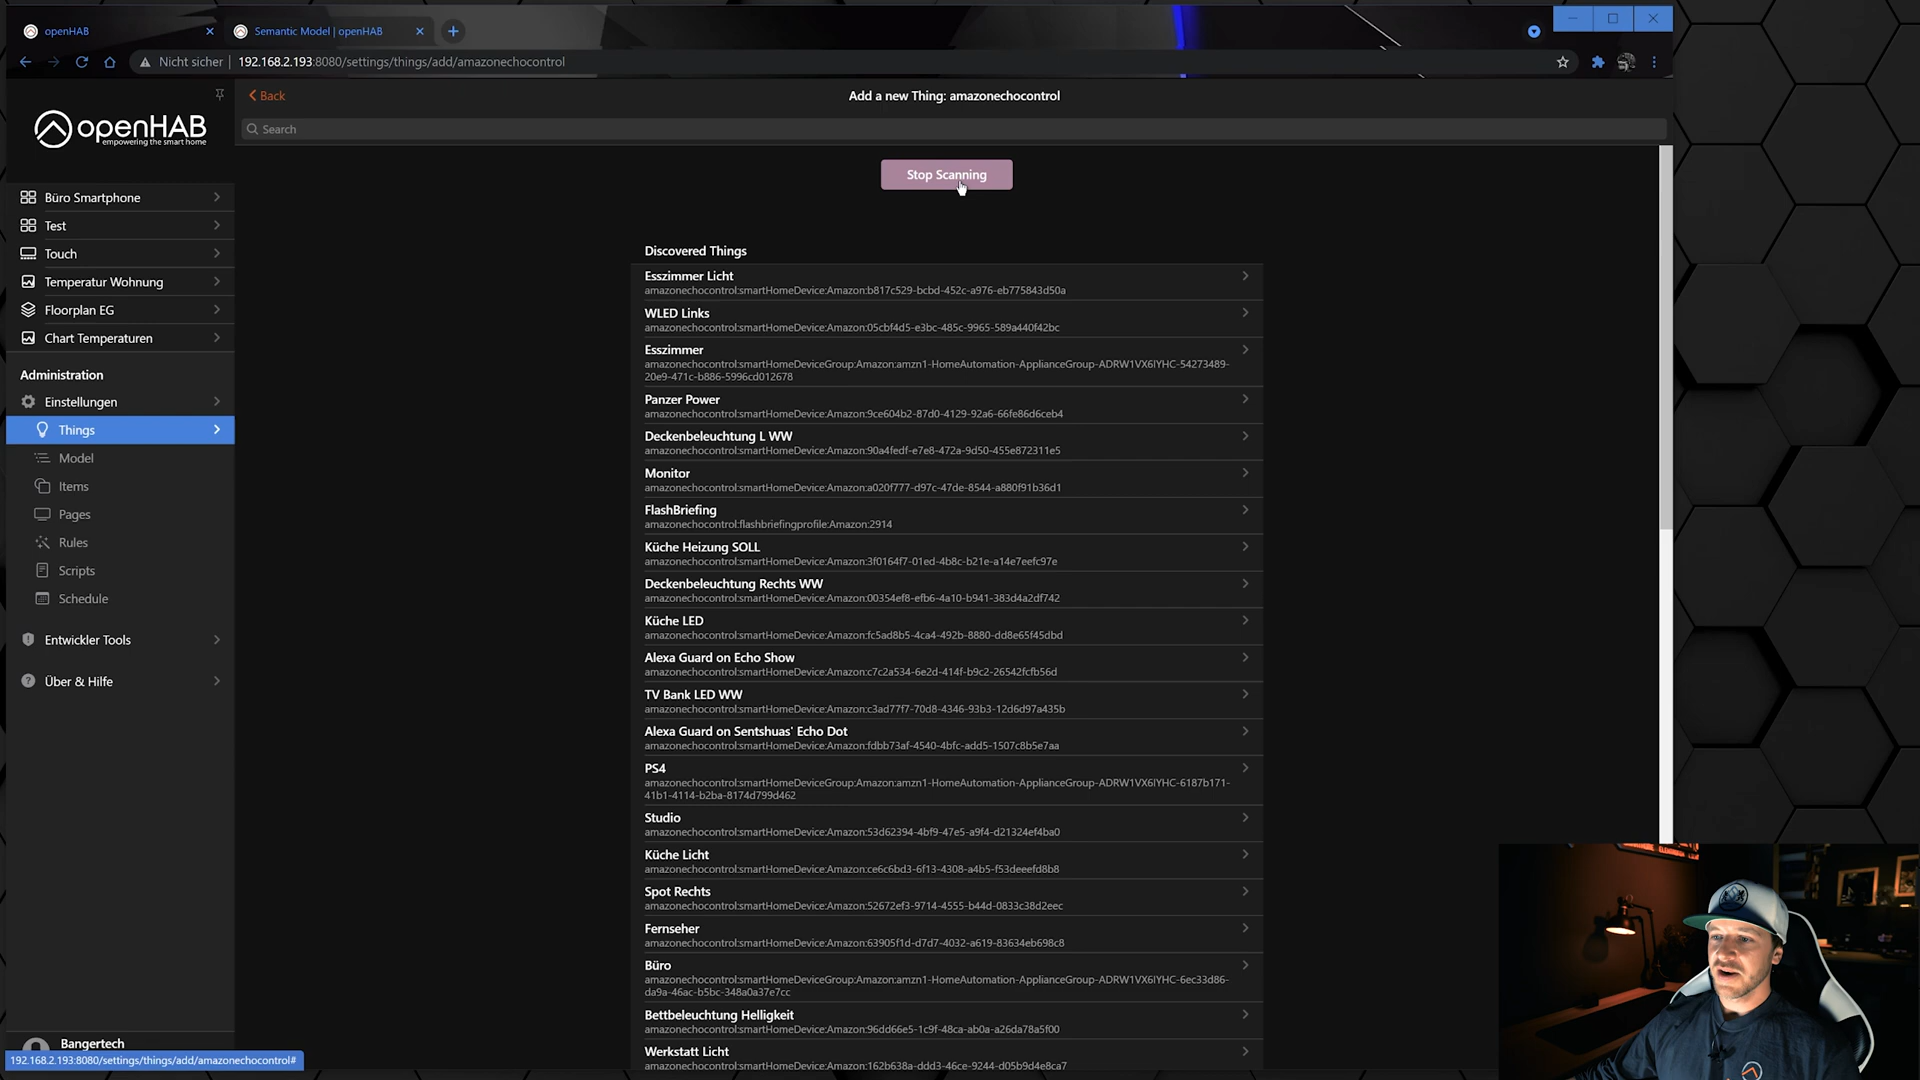 openHAB
Semantic Model | openHAB
Nicht sicher
192.168.2.193:8080/settings/things/add/amazonechocontrol
openHAB
empowering the smart home
Büro Smartphone
Test
Touch
Temperatur Wohnung
Floorplan EG
Chart Temperaturen
Administration
Einstellungen
Things
Model
Items
Pages
Rules
Scripts
Schedule
Entwickler Tools
Über & Hilfe
Bangertech
192.168.2.193:8080/settings/things/add/amazonechocontrol#
Back
Add a new Thing: amazonechocontrol
Search
Stop Scanning
Discovered Things
Esszimmer Licht
amazonechocontrol:smartHomeDevice:Amazon:b817c529-bcbd-452c-a976-eb775843d50a
WLED Links
amazonechocontrol:smartHomeDevice:Amazon:05cbf4d5-e3bc-485c-9965-589a440f42bc
Esszimmer
amazonechocontrol:smartHomeDeviceGroup:Amazon:amzn1-HomeAutomation-ApplianceGroup-ADRW1VX6IYHC-54273489-
20e9-471c-b886-5996cd012678
Panzer Power
amazonechocontrol:smartHomeDevice:Amazon:9ce604b2-87d0-4129-92a6-66fe86d6ceb4
Deckenbeleuchtung L WW
amazonechocontrol:smartHomeDevice:Amazon:90a4fedf-e7e8-472a-9d50-455e872311e5
Monitor
amazonechocontrol:smartHomeDevice:Amazon:a020f777-d97c-47de-8544-a880f91b36d1
FlashBriefing
amazonechocontrol:flashbriefingprofile:Amazon:2914
Küche Heizung SOLL
amazonechocontrol:smartHomeDevice:Amazon:3f0164f7-01ed-4b8c-b21e-a14e7eefc97e
Deckenbeleuchtung Rechts WW
amazonechocontrol:smartHomeDevice:Amazon:00354ef8-efb6-4a10-b941-383d4a2df742
Küche LED
amazonechocontrol:smartHomeDevice:Amazon:fc5ad8b5-4ca4-492b-8880-dd8e65f45dbd
Alexa Guard on Echo Show
amazonechocontrol:smartHomeDevice:Amazon:c7c2a534-6e2d-414f-b9c2-26542fcfb56d
TV Bank LED WW
amazonechocontrol:smartHomeDevice:Amazon:c3ad77f7-70d8-4346-93b3-12d6d97a435b
Alexa Guard on Sentshuas' Echo Dot
amazonechocontrol:smartHomeDevice:Amazon:fdbb73af-4540-4bfc-add5-1507c8b5e7aa
PS4
amazonechocontrol:smartHomeDeviceGroup:Amazon:amzn1-HomeAutomation-ApplianceGroup-ADRW1VX6IYHC-6187b171-
41b1-4114-b2ba-8174d799d462
Studio
amazonechocontrol:smartHomeDevice:Amazon:53d62394-4bf9-47e5-a9f4-d21324ef4ba0
Küche Licht
amazonechocontrol:smartHomeDevice:Amazon:ce6c6bd3-6f13-4308-a4b5-f53deeefd8b8
Spot Rechts
amazonechocontrol:smartHomeDevice:Amazon:52672ef3-9714-4555-b44d-0833c38d2eec
Fernseher
amazonechocontrol:smartHomeDevice:Amazon:63905f1d-d7d7-4032-a619-83634eb698c8
Büro
amazonechocontrol:smartHomeDeviceGroup:Amazon:amzn1-HomeAutomation-ApplianceGroup-ADRW1VX6IYHC-6ec33d86-
da9a-46ac-b5bc-348a0a37e7cc
Bettbeleuchtung Helligkeit
amazonechocontrol:smartHomeDevice:Amazon:96dd66e5-1c9f-48ca-ab0a-a26da78a5f00
Werkstatt Licht
amazonechocontrol:smartHomeDevice:Amazon:162b638a-ddd3-46ce-9244-d05b9d4e8ca7